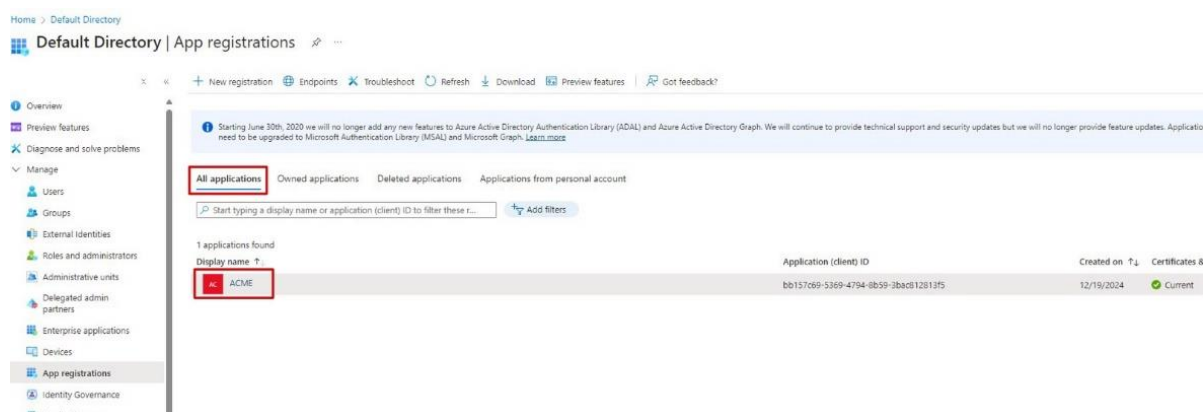 Home > Default Directory
Default Directory | App registrations
+ New registration Endpoints Troubleshoot Refresh Download Preview features Got feedback?
Overview
Preview features
Diagnose and solve problems
Manage
Users
Groups
External Identities
Roles and administrators
Administrative units
Delegated admin
partners
Enterprise applications
Devices
App registrations
Identity Governance
Starting June 30th, 2020 we will no longer add any new features to Azure Active Directory Authentication Library (ADAL) and Azure Active Directory Graph. We will continue to provide technical support and security updates but we will no longer provide feature updates. Applicatio
need to be upgraded to Microsoft Authentication Library (MSAL) and Microsoft Graph. Learn more
All applications Owned applications Deleted applications Applications from personal account
Start typing a display name or application (client) ID to filter these r... Add filters
1 applications found
Display name ↑ Application (client) ID Created on ↑↓ Certificates &
AC ACME bb157c69-5369-4794-8b59-3bac812813f5 12/19/2024 Current